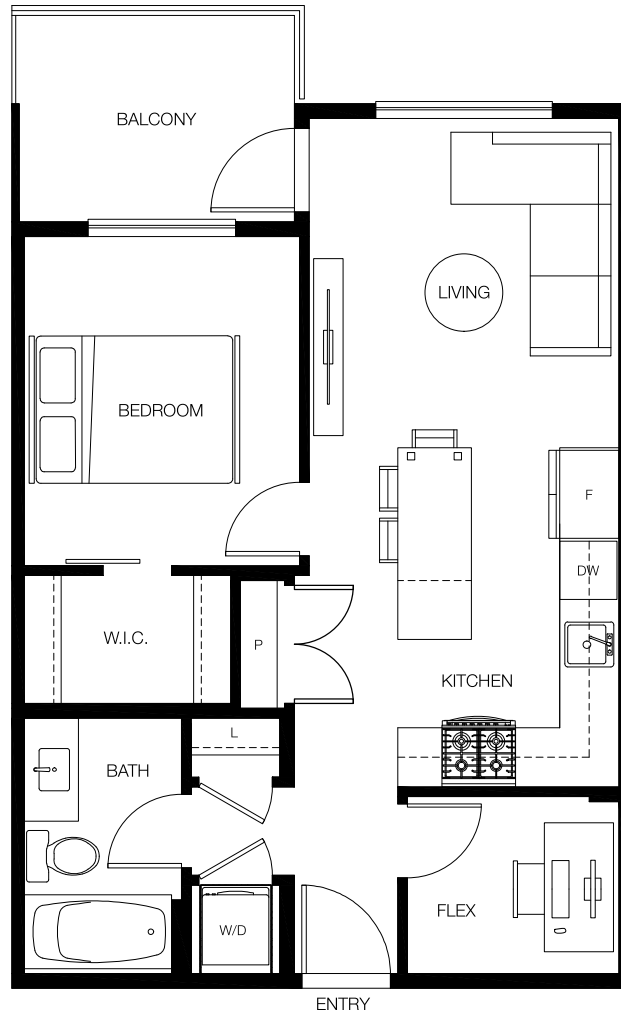 BALCONY
LIVING
BEDROOM
F
DW
W.I.C.
P
KITCHEN
L
BATH
FLEX
W/D
ENTRY